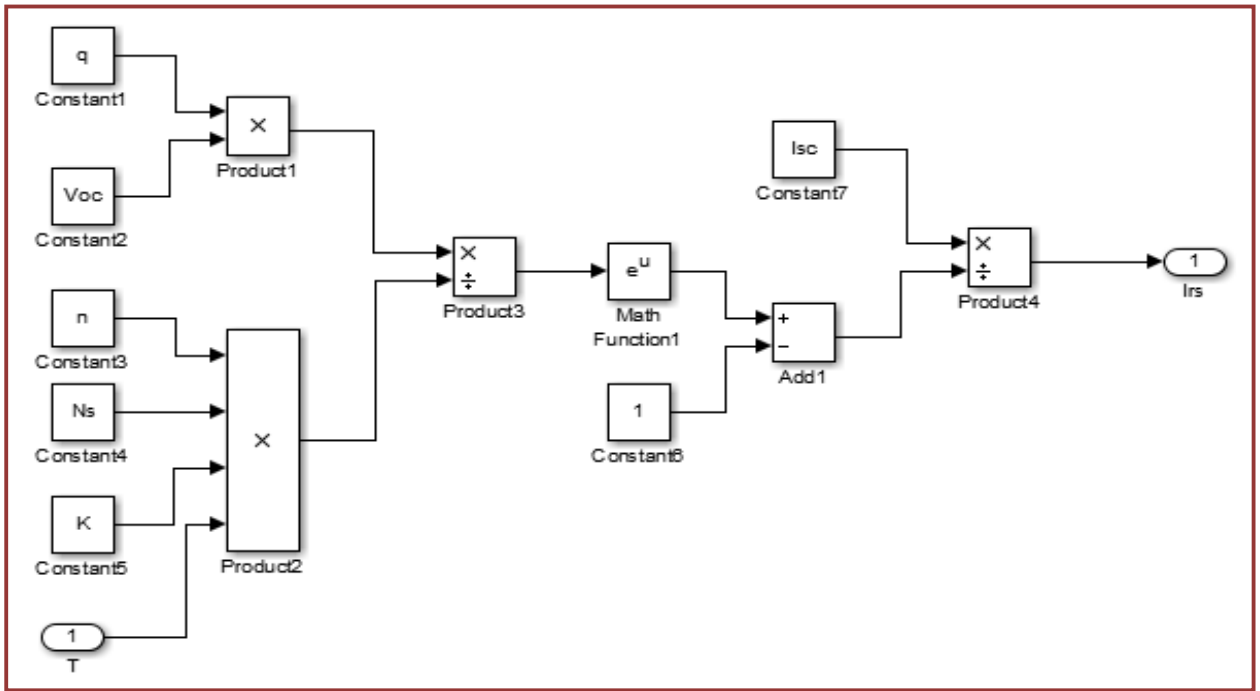 q
Constant1
×
Product1
Voc
Constant2
n
Constant3
Ns
Constant4
K
Constant5
×
Product2
1
T
×
÷
Product3
e^u
Math
Function1
1
Constant6
+
−
Add1
Isc
Constant7
×
÷
Product4
1
Irs